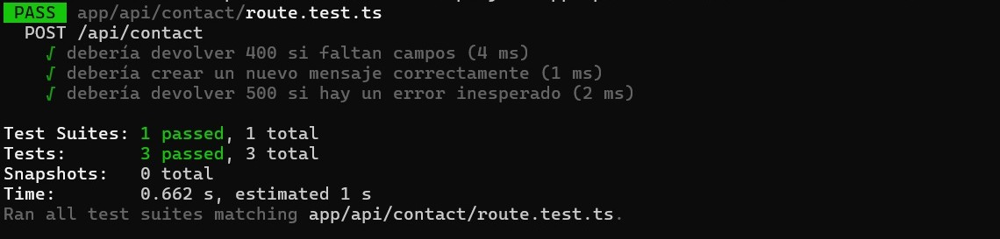 PASS app/api/contact/route.test.ts
POST /api/contact
√ debería devolver 400 si faltan campos (4 ms)
√ debería crear un nuevo mensaje correctamente (1 ms)
√ debería devolver 500 si hay un error inesperado (2 ms)
Test Suites: 1 passed, 1 total
Tests: 3 passed, 3 total
Snapshots: 0 total
Time: 0.662 s, estimated 1 s
Ran all test suites matching app/api/contact/route.test.ts.